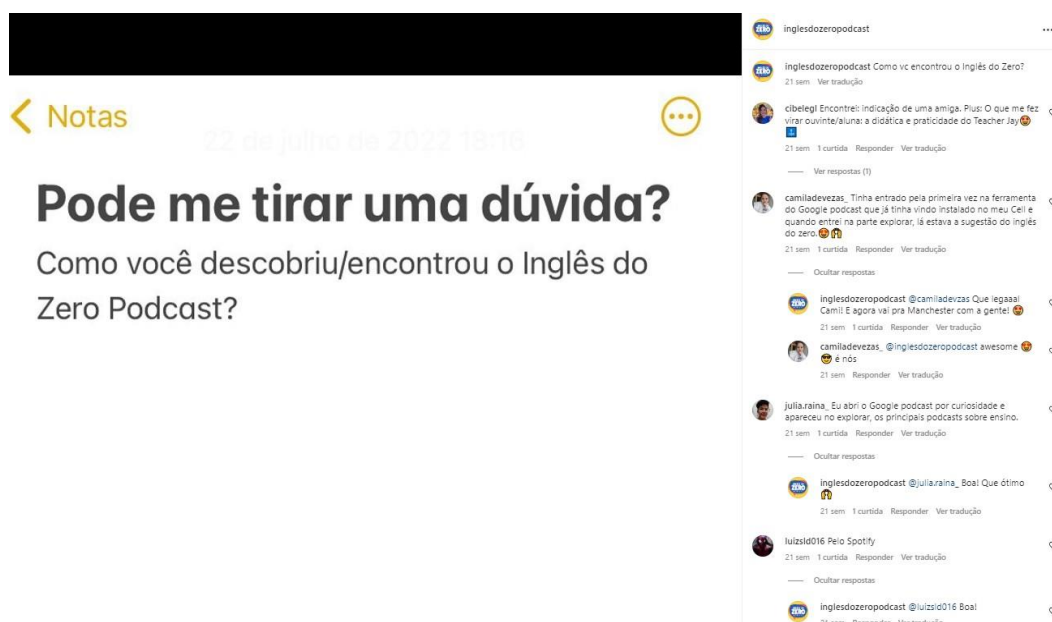 Notas
22 de julho de 2022 18:16
Pode me tirar uma dúvida?
Como você descobriu/encontrou o Inglês do
Zero Podcast?
inglesdozeropodcast
inglesdozeropodcast Como vc encontrou o Inglês do Zero?
21 sem Ver tradução
cibelegl Encontrei: indicação de uma amiga. Plus: O que me fez
virar ouvinte/aluna: a didática e praticidade do Teacher Jay
21 sem 1 curtida Responder Ver tradução
Ver respostas (1)
camiladevezas_ Tinha entrado pela primeira vez na ferramenta
do Google podcast que já tinha vindo instalado no meu Cell e
quando entrei na parte explorar, lá estava a sugestão do inglês
do zero.
21 sem 1 curtida Responder Ver tradução
Ocultar respostas
inglesdozeropodcast @camiladevzas Que legaaal
Cami! E agora vai pra Manchester com a gente!
21 sem 1 curtida Responder Ver tradução
camiladevezas_ @inglesdozeropodcast awesome
é nós
21 sem Responder Ver tradução
julia.raina_ Eu abri o Google podcast por curiosidade e
apareceu no explorar, os principais podcasts sobre ensino.
21 sem 1 curtida Responder Ver tradução
Ocultar respostas
inglesdozeropodcast @julia.raina_ Boa! Que ótimo
21 sem 1 curtida Responder Ver tradução
luizsld016 Pelo Spotify
21 sem 1 curtida Responder Ver tradução
Ocultar respostas
inglesdozeropodcast @luizsld016 Boa!
21 sem Responder Ver tradução